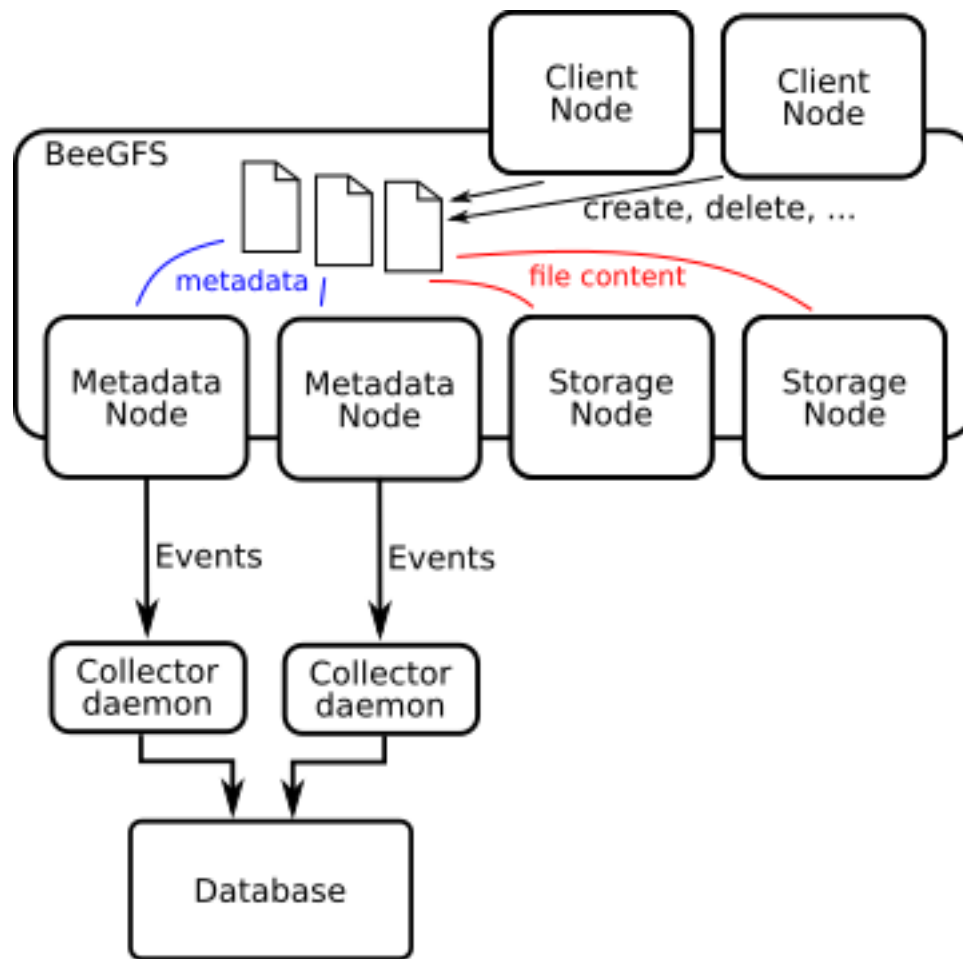 Client
Node
Client
Node
BeeGFS
create, delete, ...
metadata
file content
Metadata
Node
Metadata
Node
Storage
Node
Storage
Node
Events
Events
Collector
daemon
Collector
daemon
Database